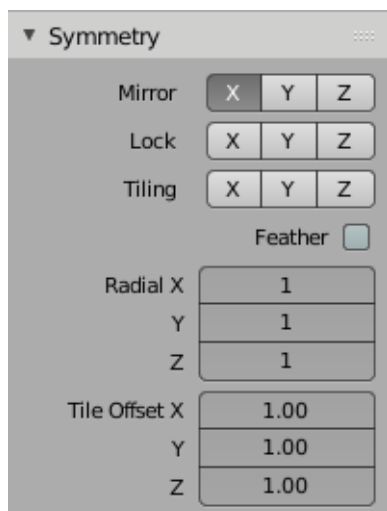 Symmetry
Mirror X Y Z
Lock X Y Z
Tiling X Y Z
Feather
Radial X 1
Y 1
Z 1
Tile Offset X 1.00
Y 1.00
Z 1.00